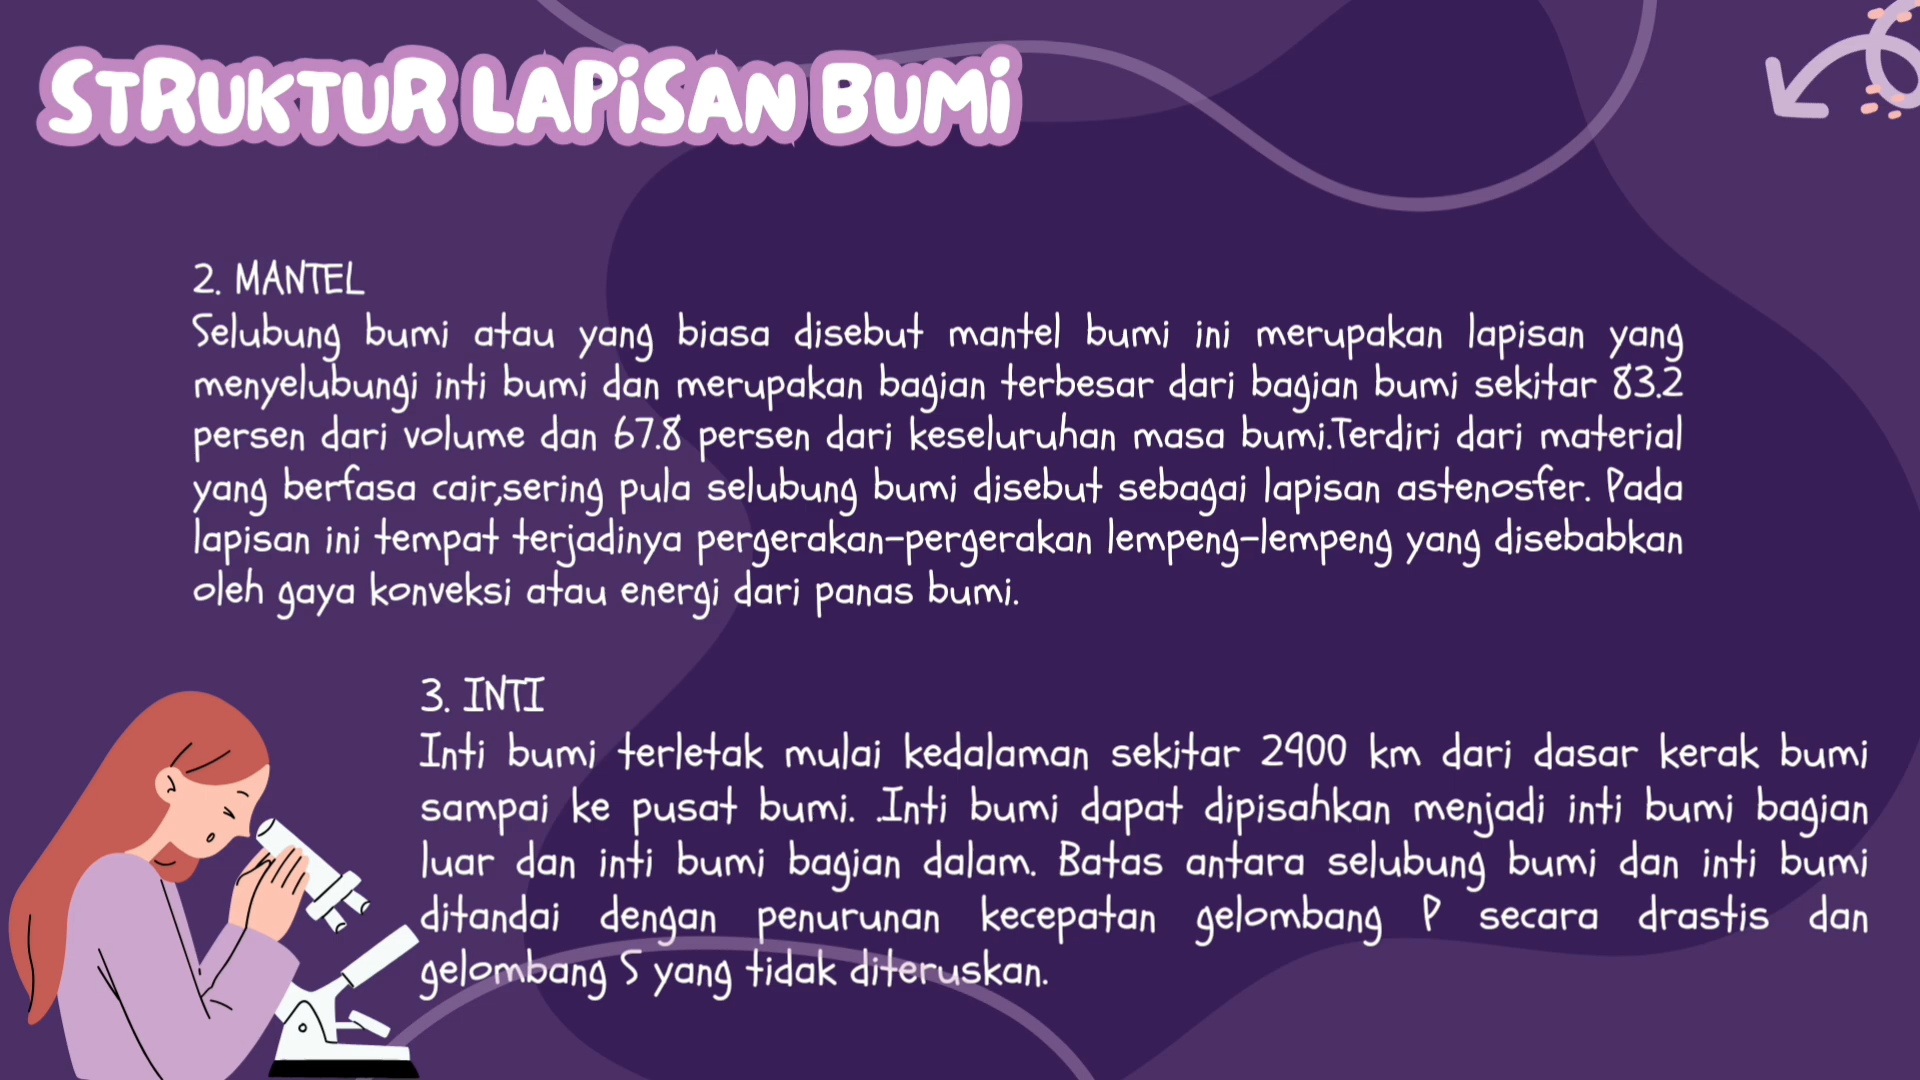 STRUKTUR LAPISAN BUMI
2. MANTEL
Selubung bumi atau yang biasa disebut mantel bumi ini merupakan lapisan yang
menyelubungi inti bumi dan merupakan bagian terbesar dari bagian bumi sekitar 83.2
persen dari volume dan 67.8 persen dari keseluruhan masa bumi.Terdiri dari material
yang berfasa cair,sering pula selubung bumi disebut sebagai lapisan astenosfer. Pada
lapisan ini tempat terjadinya pergerakan-pergerakan lempeng-lempeng yang disebabkan
oleh gaya konveksi atau energi dari panas bumi.
3. INTI
Inti bumi terletak mulai kedalaman sekitar 2900 km dari dasar kerak bumi
sampai ke pusat bumi. .Inti bumi dapat dipisahkan menjadi inti bumi bagian
luar dan inti bumi bagian dalam. Batas antara selubung bumi dan inti bumi
ditandai dengan penurunan kecepatan gelombang P secara drastis dan
gelombang S yang tidak diteruskan.